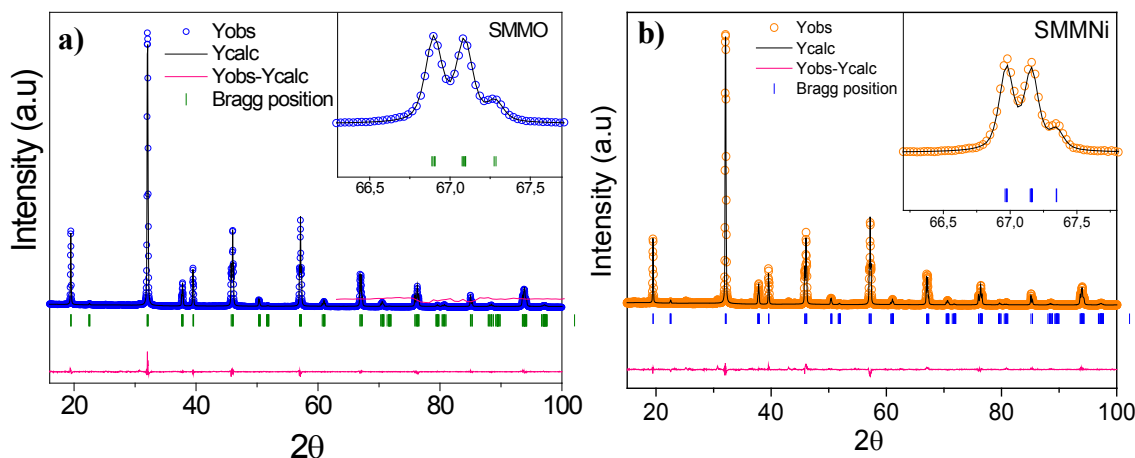 a)
SMMO
Yobs
Ycalc
Yobs-Ycalc
Bragg position
66,5 67,0 67,5
Intensity (a.u)
20 40 60 80 100
2θ
b)
SMMNi
Yobs
Ycalc
Yobs-Ycalc
Bragg position
66,5 67,0 67,5
Intensity (a.u)
20 40 60 80 100
2θ